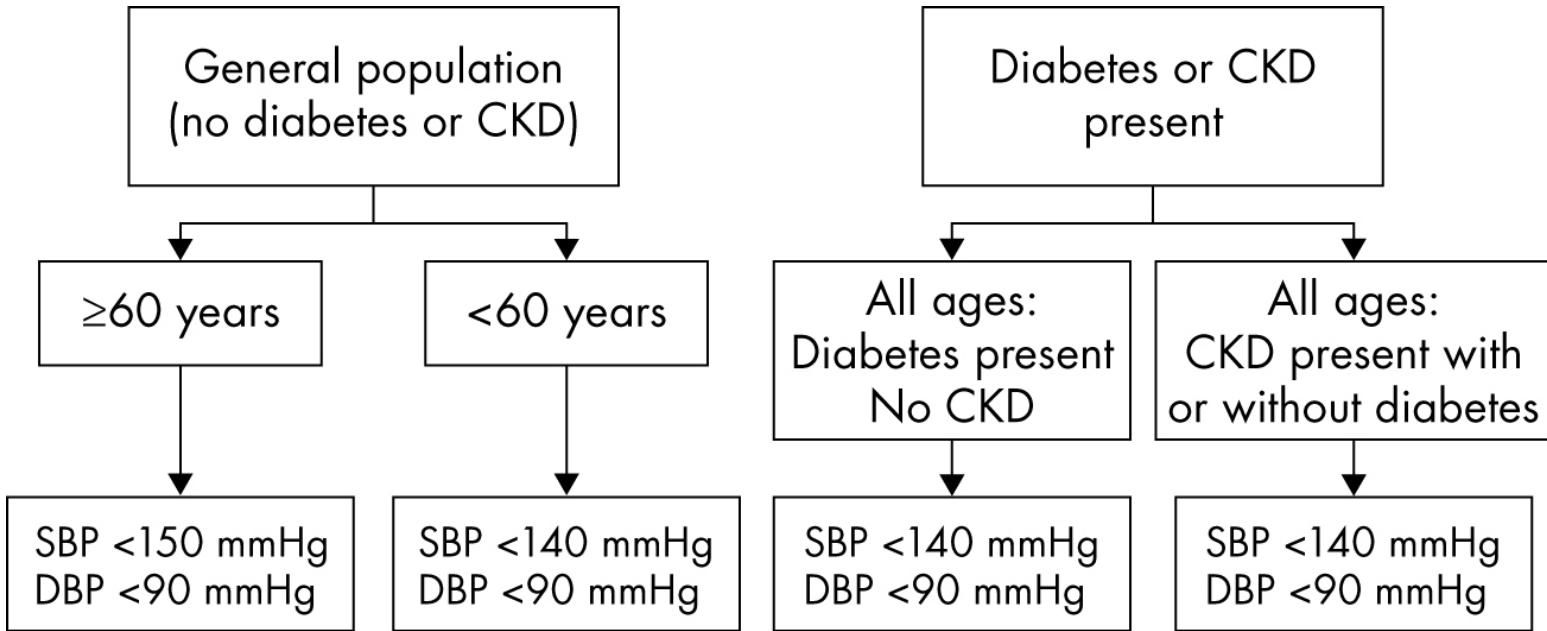 General population
(no diabetes or CKD)
Diabetes or CKD
present
≥60 years
<60 years
All ages:
Diabetes present
No CKD
All ages:
CKD present with
or without diabetes
SBP <150 mmHg
DBP <90 mmHg
SBP <140 mmHg
DBP <90 mmHg
SBP <140 mmHg
DBP <90 mmHg
SBP <140 mmHg
DBP <90 mmHg